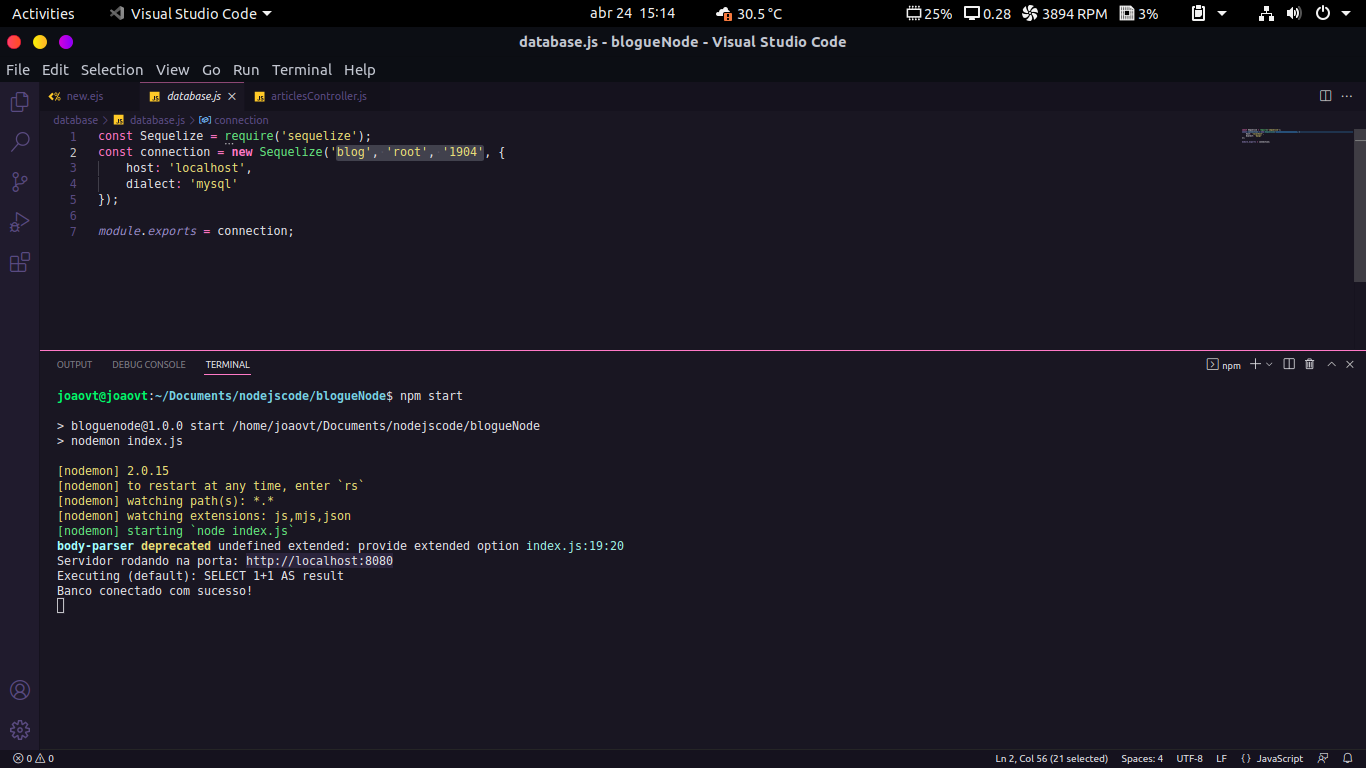 Activities Visual Studio Code abr 24 15:14 30.5 °C 25% 0.28 3894 RPM 3%
database.js - blogueNode - Visual Studio Code
File Edit Selection View Go Run Terminal Help
new.ejs database.js articlesController.js
database > database.js > connection
1 const Sequelize = require('sequelize');
2 const connection = new Sequelize('blog', 'root', '1904', {
3 host: 'localhost',
4 dialect: 'mysql'
5 });
6
7 module.exports = connection;
OUTPUT DEBUG CONSOLE TERMINAL npm
joaovt@joaovt:~/Documents/nodejscode/blogueNode$ npm start
> bloguenode@1.0.0 start /home/joaovt/Documents/nodejscode/blogueNode
> nodemon index.js
[nodemon] 2.0.15
[nodemon] to restart at any time, enter `rs`
[nodemon] watching path(s): *.*
[nodemon] watching extensions: js,mjs,json
[nodemon] starting `node index.js`
body-parser deprecated undefined extended: provide extended option index.js:19:20
Servidor rodando na porta: http://localhost:8080
Executing (default): SELECT 1+1 AS result
Banco conectado com sucesso!
0 0 Ln 2, Col 56 (21 selected) Spaces: 4 UTF-8 LF {} JavaScript